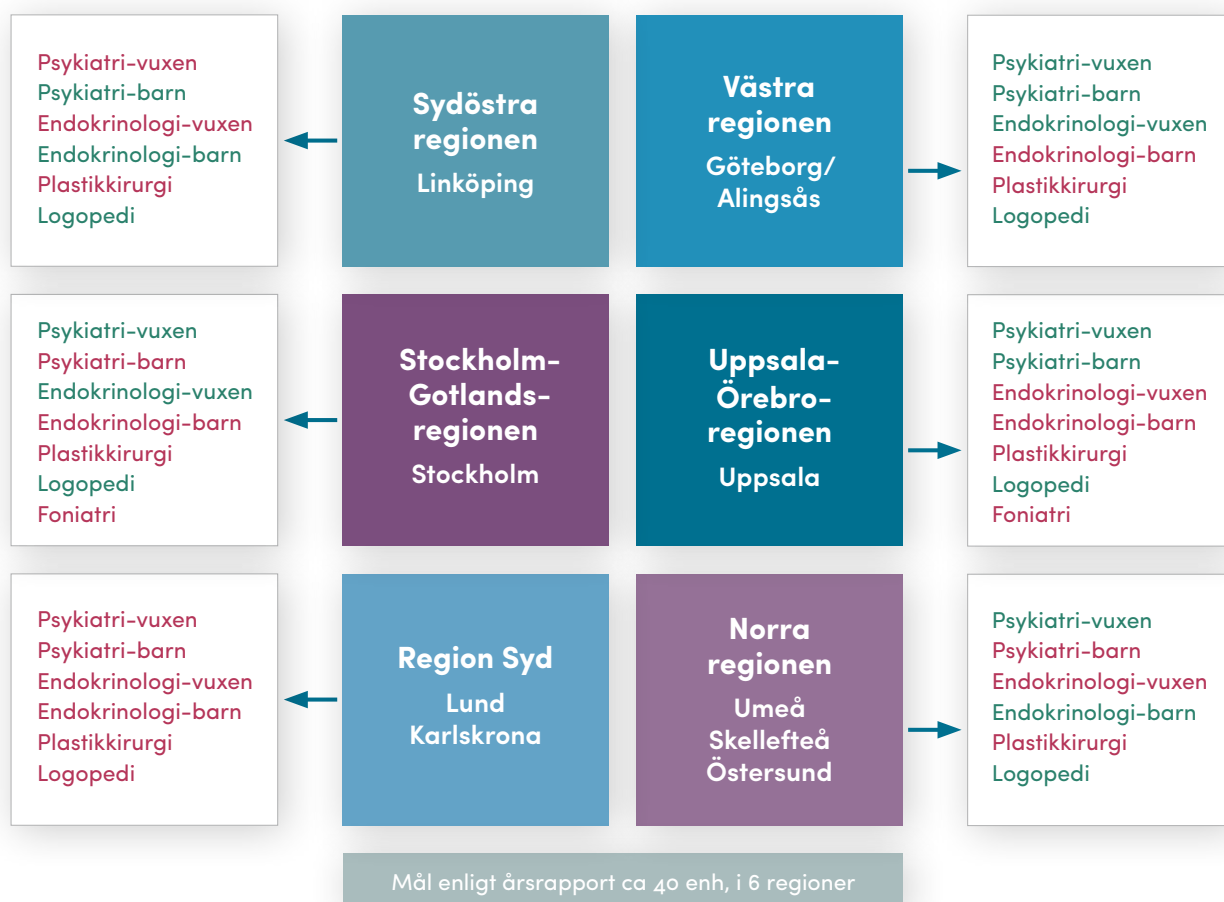 Psykiatri-vuxen
Psykiatri-barn
Endokrinologi-vuxen
Endokrinologi-barn
Plastikkirurgi
Logopedi
Sydöstra
regionen
Linköping
Västra
regionen
Göteborg/
Alingsås
Psykiatri-vuxen
Psykiatri-barn
Endokrinologi-vuxen
Endokrinologi-barn
Plastikkirurgi
Logopedi
Psykiatri-vuxen
Psykiatri-barn
Endokrinologi-vuxen
Endokrinologi-barn
Plastikkirurgi
Logopedi
Foniatri
Stockholm-
Gotlands-
regionen
Stockholm
Uppsala-
Örebro-
regionen
Uppsala
Psykiatri-vuxen
Psykiatri-barn
Endokrinologi-vuxen
Endokrinologi-barn
Plastikkirurgi
Logopedi
Foniatri
Psykiatri-vuxen
Psykiatri-barn
Endokrinologi-vuxen
Endokrinologi-barn
Plastikkirurgi
Logopedi
Region Syd
Lund
Karlskrona
Norra
regionen
Umeå
Skellefteå
Östersund
Psykiatri-vuxen
Psykiatri-barn
Endokrinologi-vuxen
Endokrinologi-barn
Plastikkirurgi
Logopedi
Mål enligt årsrapport ca 40 enh, i 6 regioner